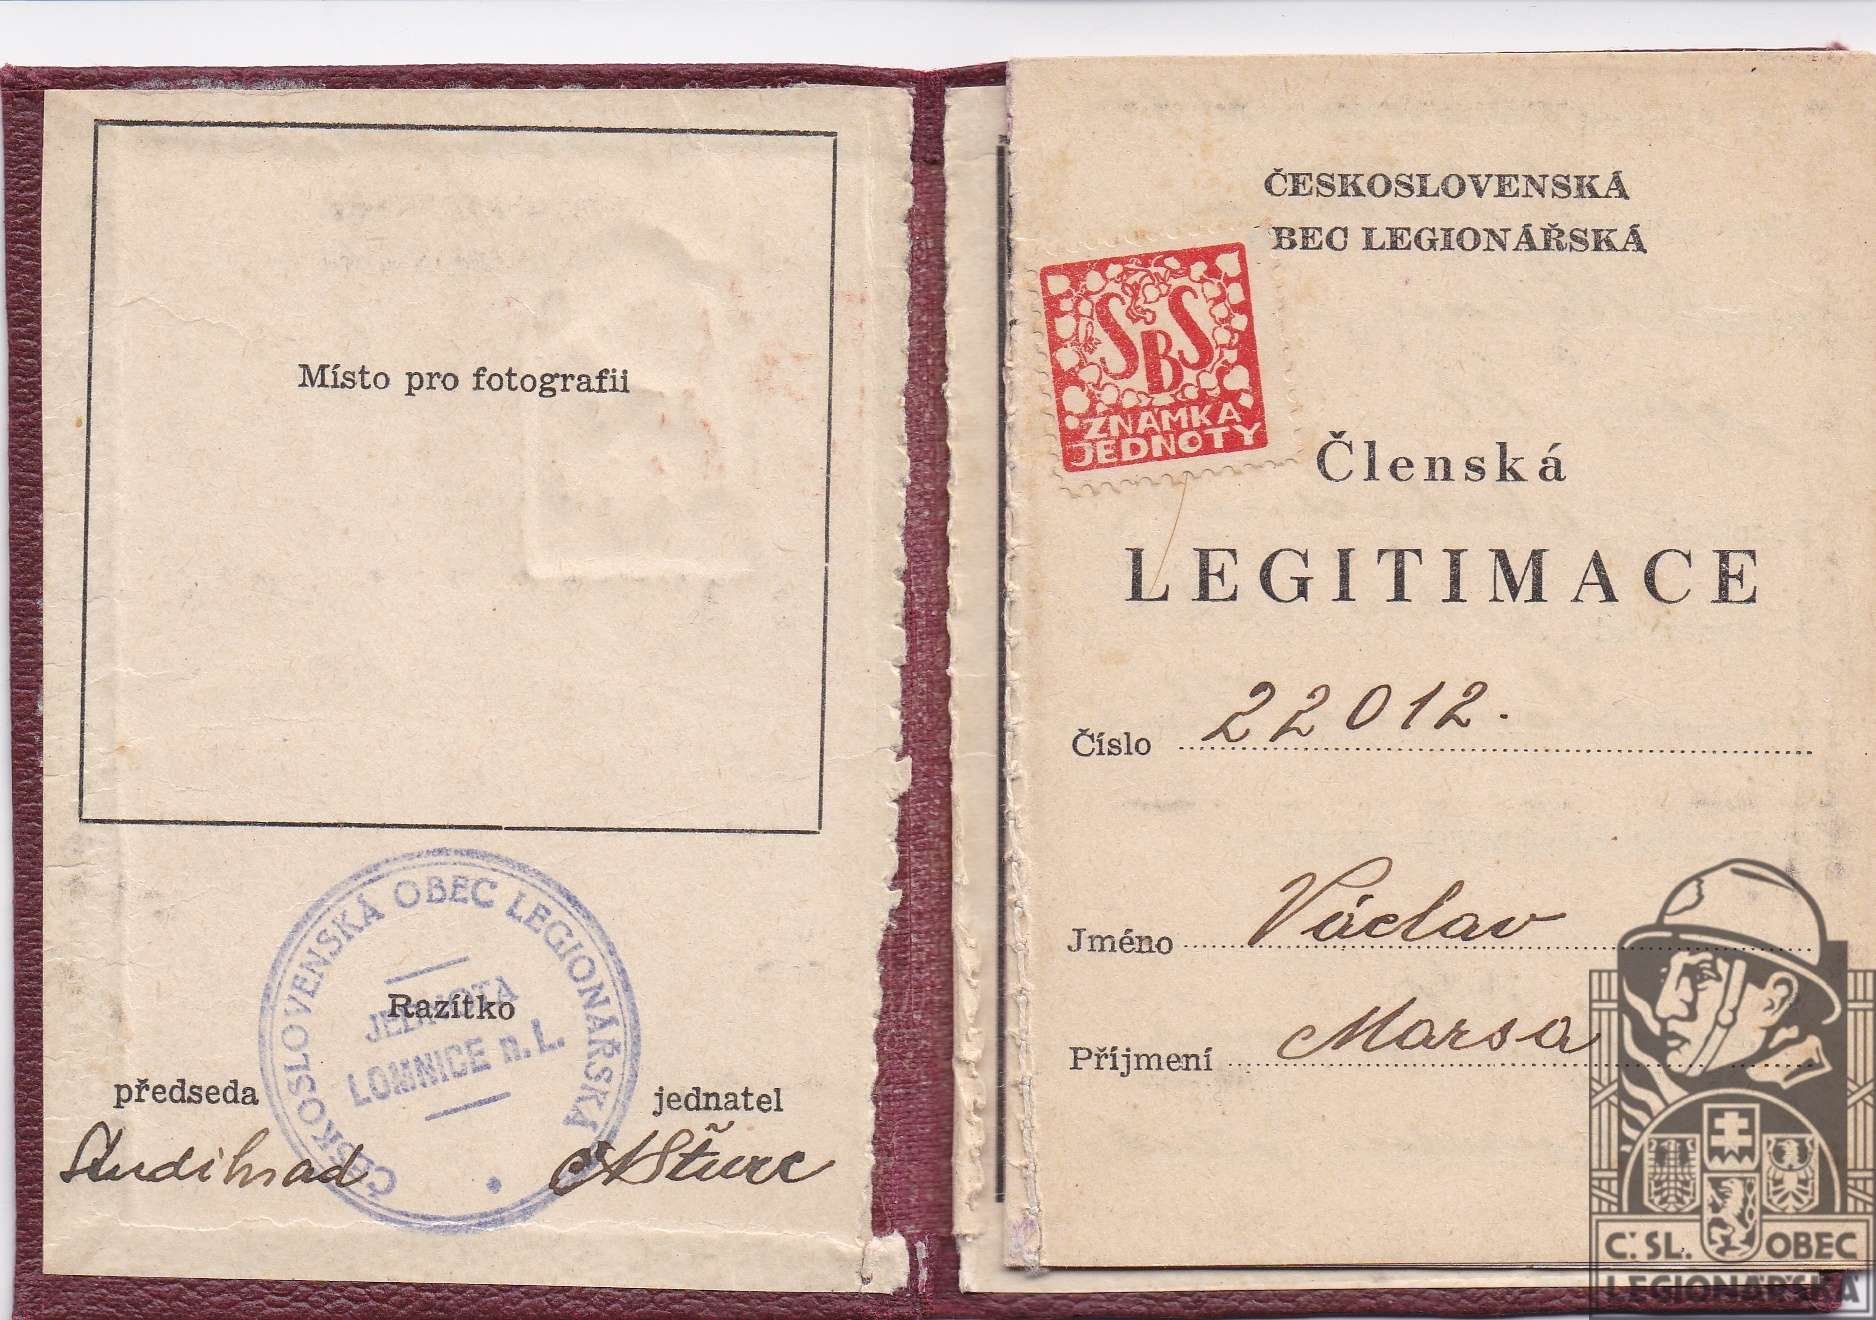 Místo pro fotografii
ČESKOSLOVENSKÁ OBEC LEGIONÁŘSKÁ
JEDNOTA
LOMNICE n. L.
Razítko
předseda
jednatel
ČESKOSLOVENSKÁ
BEC LEGIONÁŘSKÁ
SBS
ZNÁMKA
JEDNOTY
Členská
LEGITIMACE
Číslo 22012.
Jméno Václav
Příjmení Marsa
Č. SL. OBEC
LEGIONÁŘSKÁ